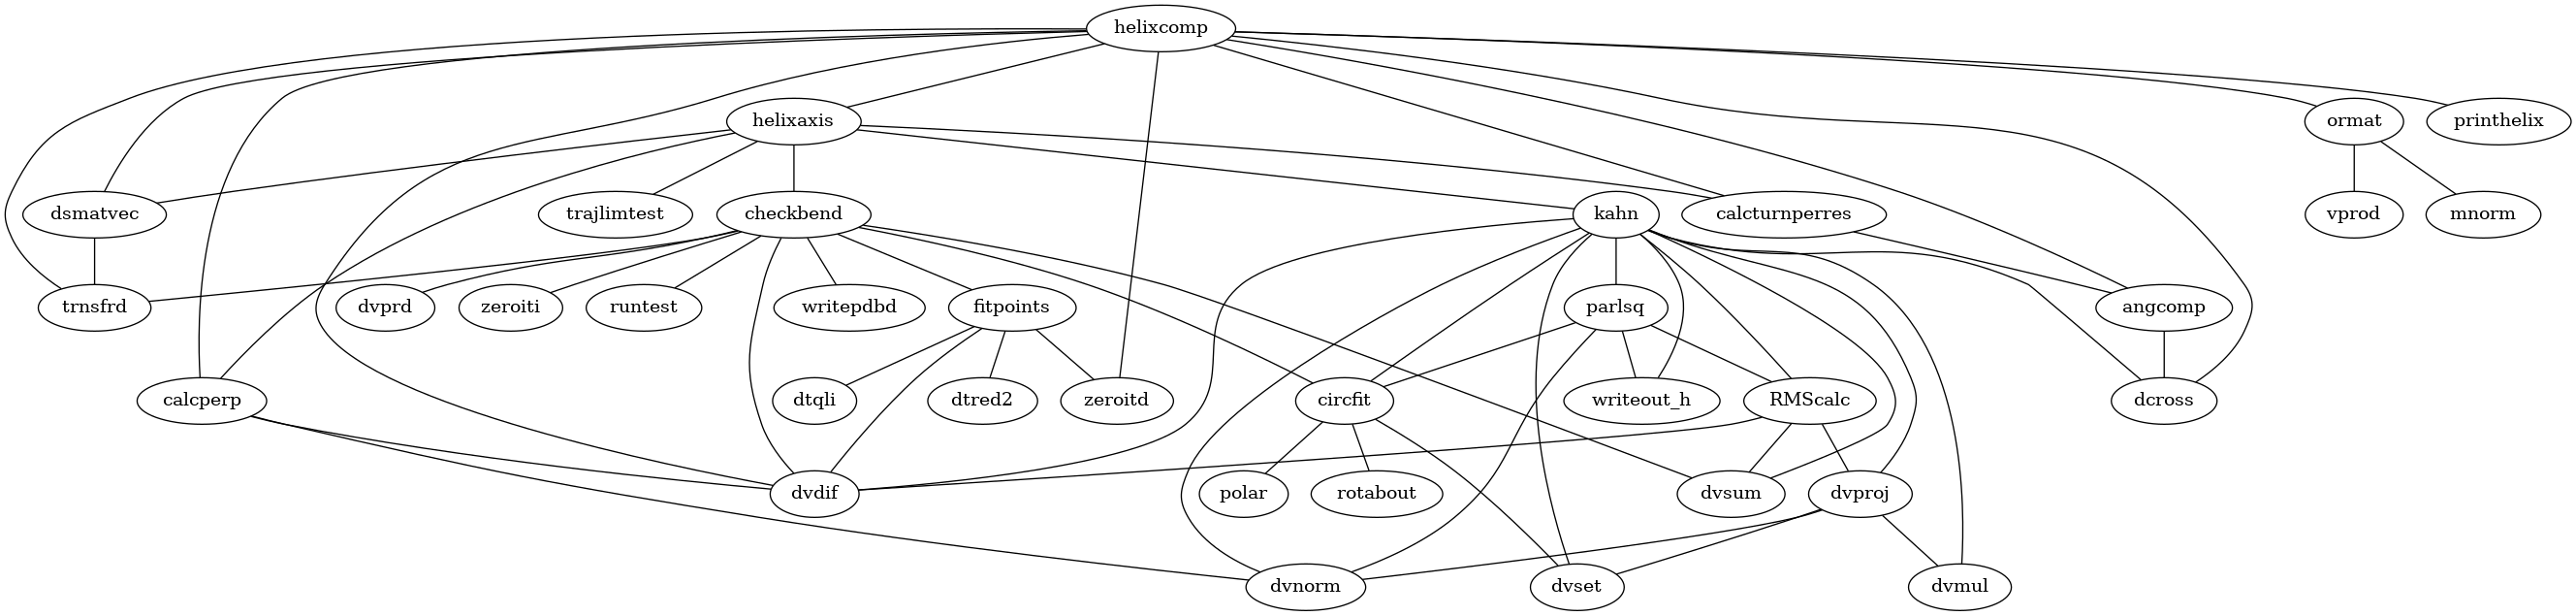 helixcomp
helixaxis
ormat
printhelix
dsmatvec
trajlimtest
checkbend
kahn
calcturnperres
vprod
mnorm
trnsfrd
dvprd
zeroiti
runtest
writepdbd
fitpoints
parlsq
angcomp
calcperp
dtqli
dtred2
zeroitd
circfit
writeout_h
RMScalc
dcross
dvdif
polar
rotabout
dvsum
dvproj
dvnorm
dvset
dvmul